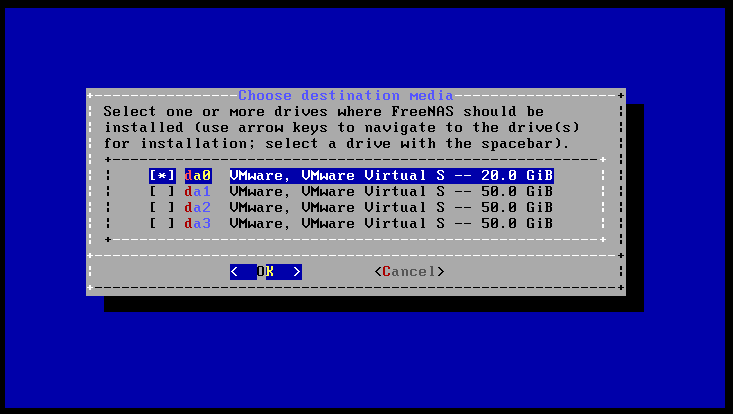 Choose destination media
Select one or more drives where FreeNAS should be
installed (use arrow keys to navigate to the drive(s)
for installation; select a drive with the spacebar).
[*] da0  VMware, VMware Virtual S -- 20.0 GiB
[ ] da1  VMware, VMware Virtual S -- 50.0 GiB
[ ] da2  VMware, VMware Virtual S -- 50.0 GiB
[ ] da3  VMware, VMware Virtual S -- 50.0 GiB
<  OK  >        <Cancel>